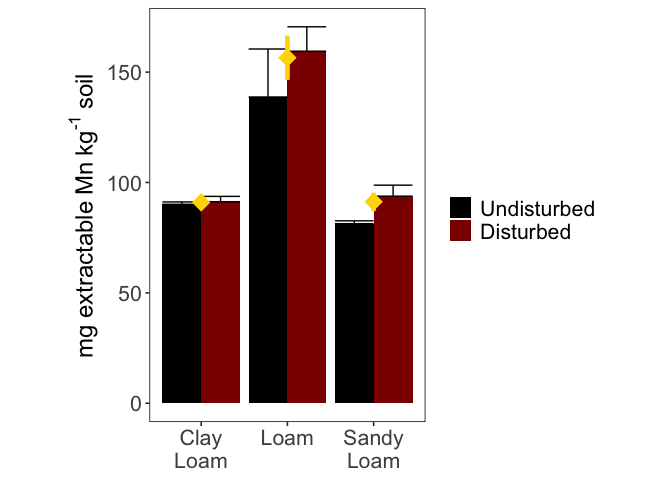 mg extractable Mn kg⁻¹ soil
150
100
50
0
Clay
Loam
Loam
Sandy
Loam
Undisturbed
Disturbed